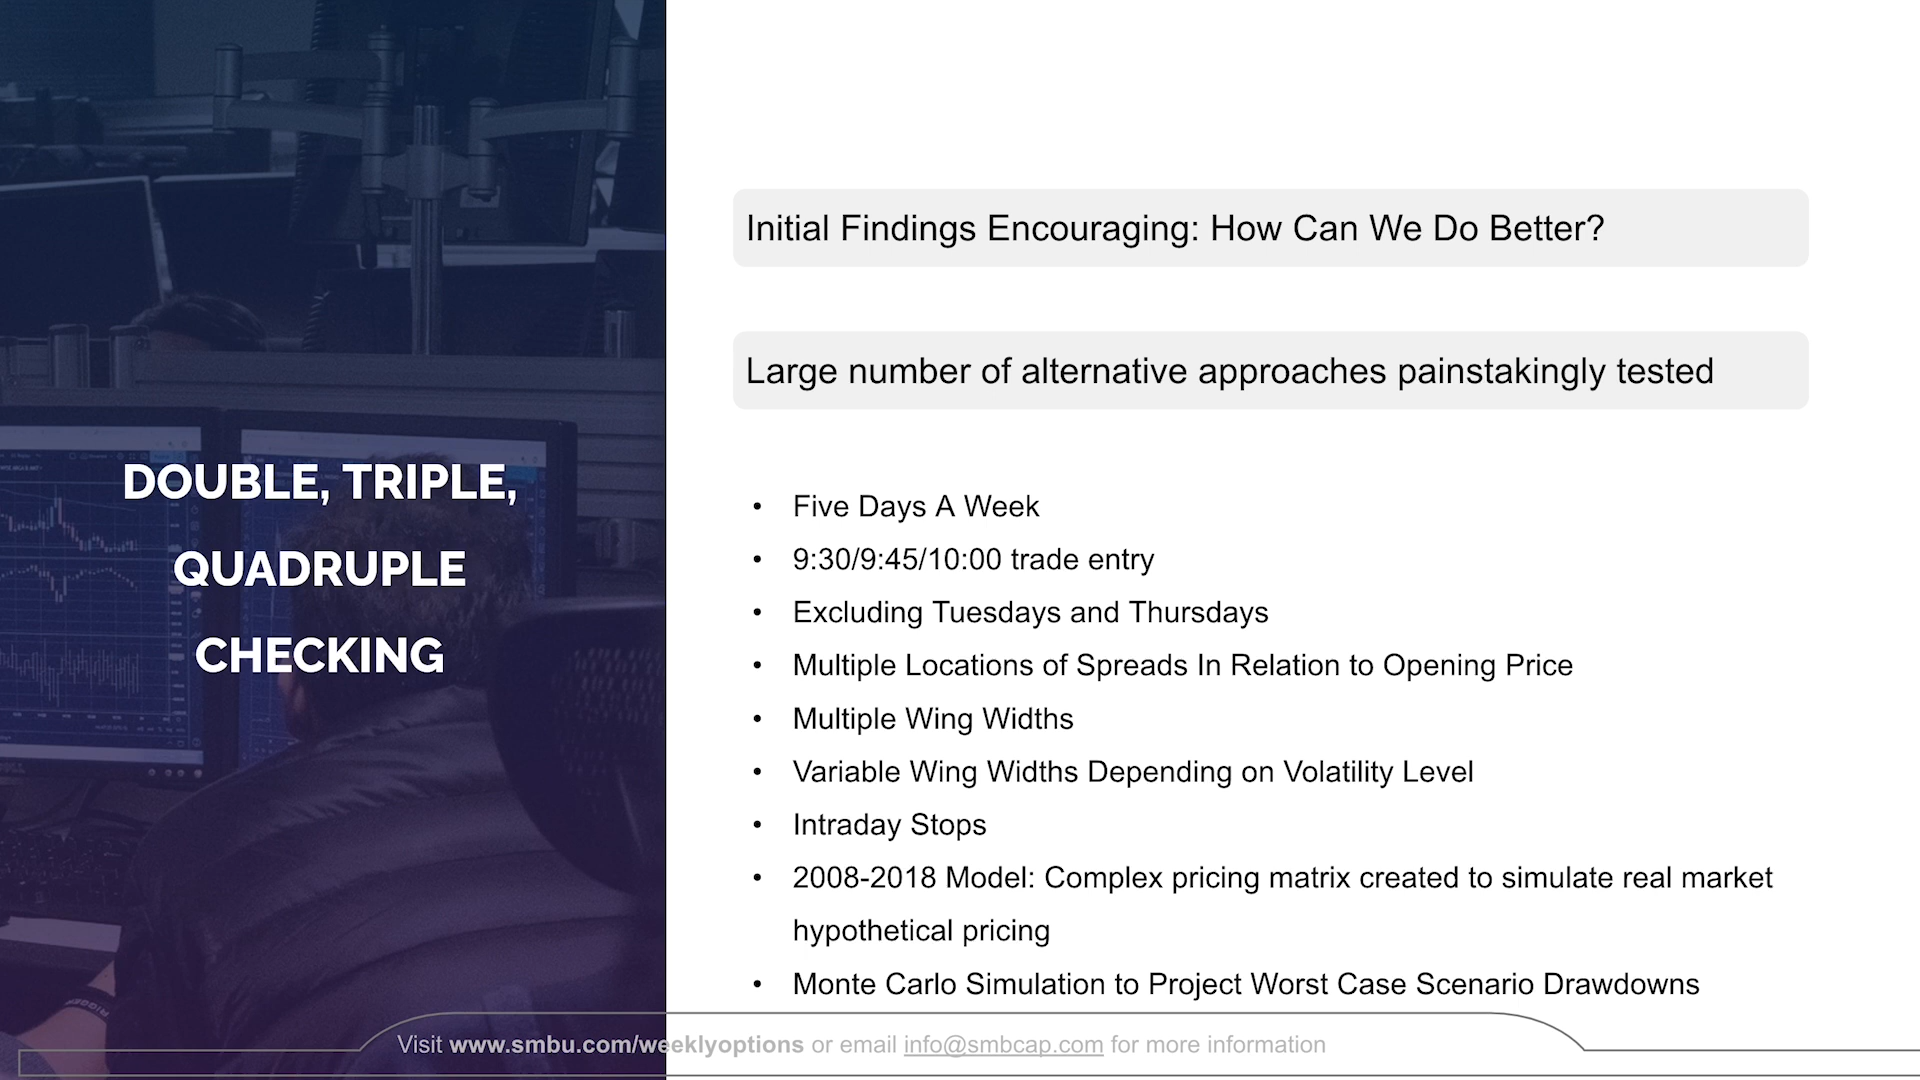 DOUBLE, TRIPLE,
QUADRUPLE
CHECKING
Initial Findings Encouraging: How Can We Do Better?
Large number of alternative approaches painstakingly tested
• Five Days A Week
• 9:30/9:45/10:00 trade entry
• Excluding Tuesdays and Thursdays
• Multiple Locations of Spreads In Relation to Opening Price
• Multiple Wing Widths
• Variable Wing Widths Depending on Volatility Level
• Intraday Stops
• 2008-2018 Model: Complex pricing matrix created to simulate real market
hypothetical pricing
• Monte Carlo Simulation to Project Worst Case Scenario Drawdowns
Visit www.smbu.com/weeklyoptions or email info@smbcap.com for more information